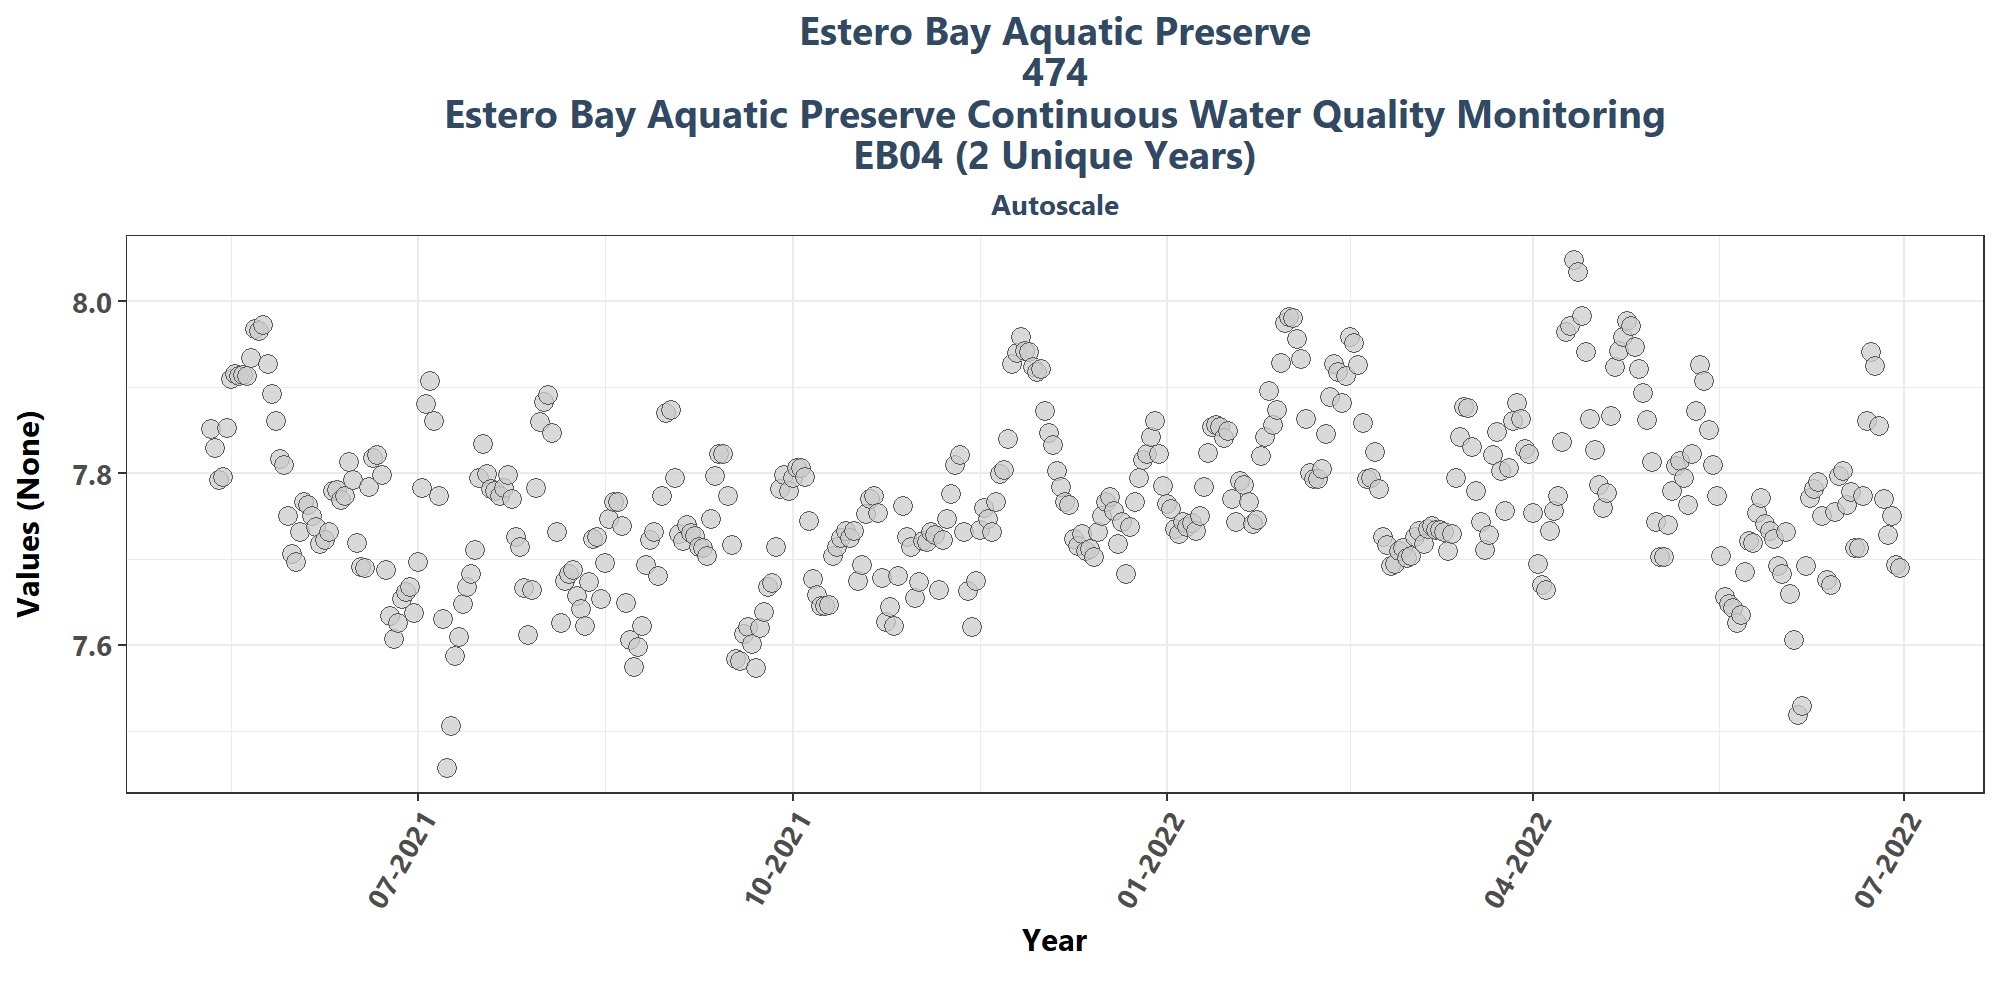 Estero Bay Aquatic Preserve
474
Estero Bay Aquatic Preserve Continuous Water Quality Monitoring
EB04 (2 Unique Years)
Autoscale
Values (None)
8.0
7.8
7.6
07-2021
10-2021
01-2022
04-2022
07-2022
Year